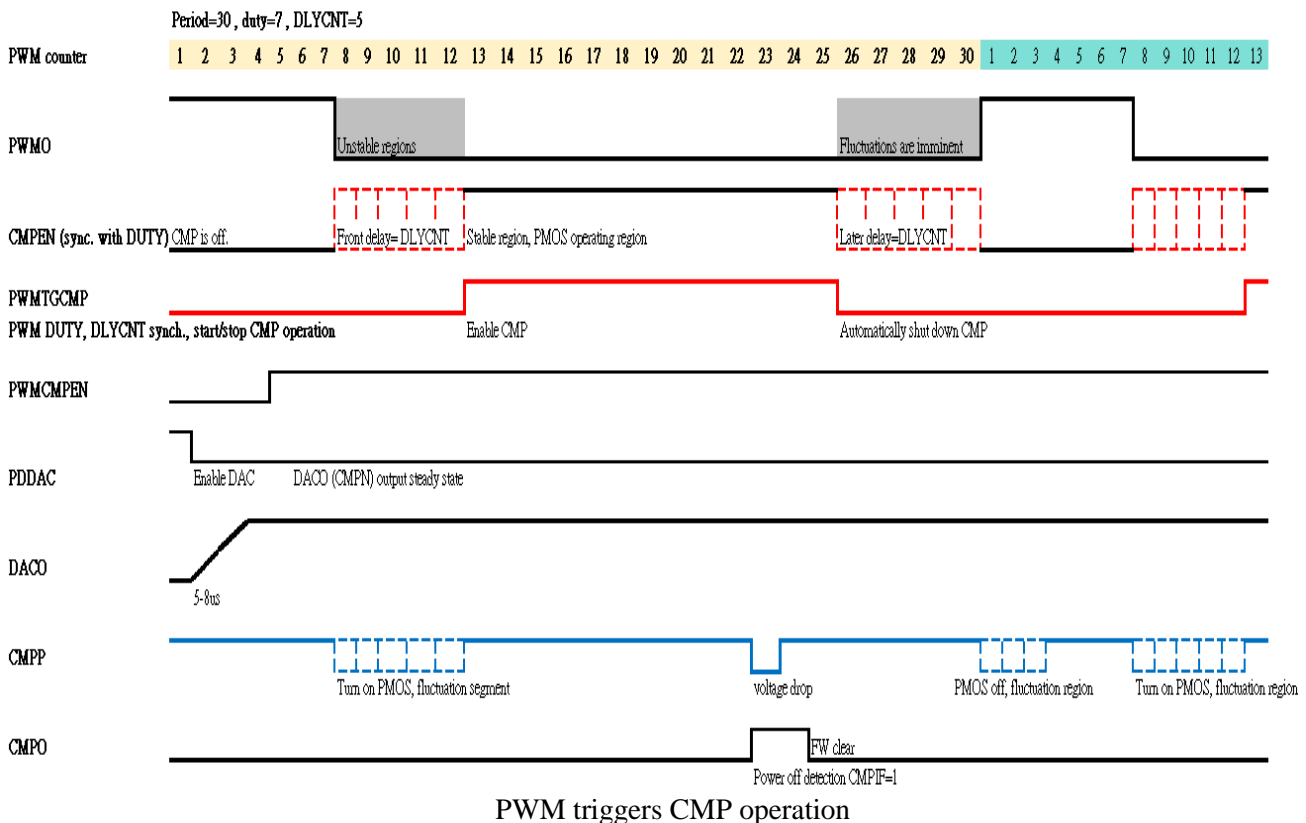 Period=30 , duty=7 , DLYCNT=5
PWM counter 1 2 3 4 5 6 7 8 9 10 11 12 13 14 15 16 17 18 19 20 21 22 23 24 25 26 27 28 29 30 1 2 3 4 5 6 7 8 9 10 11 12 13
PWMO Unstable regions Fluctuations are imminent
CMPEN (sync. with DUTY) CMP is off. Front delay= DLYCNT Stable region, PMOS operating region Later delay=DLYCNT
PWMTGCMP
PWM DUTY, DLYCNT synch., start/stop CMP operation Enable CMP Automatically shut down CMP
PWMCMPEN
PDDAC Enable DAC DACO (CMPN) output steady state
DACO
5-8us
CMPP
Turn on PMOS, fluctuation segment voltage drop PMOS off, fluctuation region Turn on PMOS, fluctuation region
CMPO FW clear
Power off detection CMPIF=1
PWM triggers CMP operation